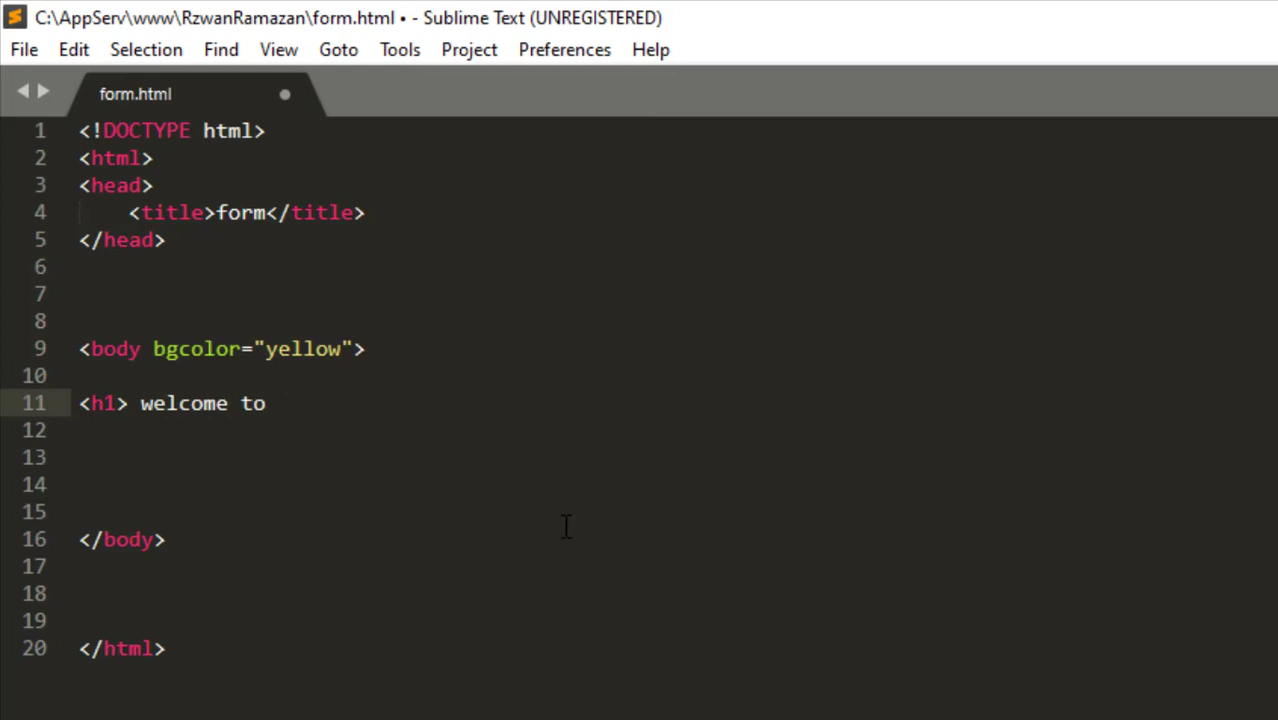 C:\AppServ\www\RzwanRamazan\form.html • - Sublime Text (UNREGISTERED)
File Edit Selection Find View Goto Tools Project Preferences Help
form.html
1 <!DOCTYPE html>
2 <html>
3 <head>
4 <title>form</title>
5 </head>
6
7
8
9 <body bgcolor="yellow">
10
11 <h1> welcome to
12
13
14
15
16 </body>
17
18
19
20 </html>